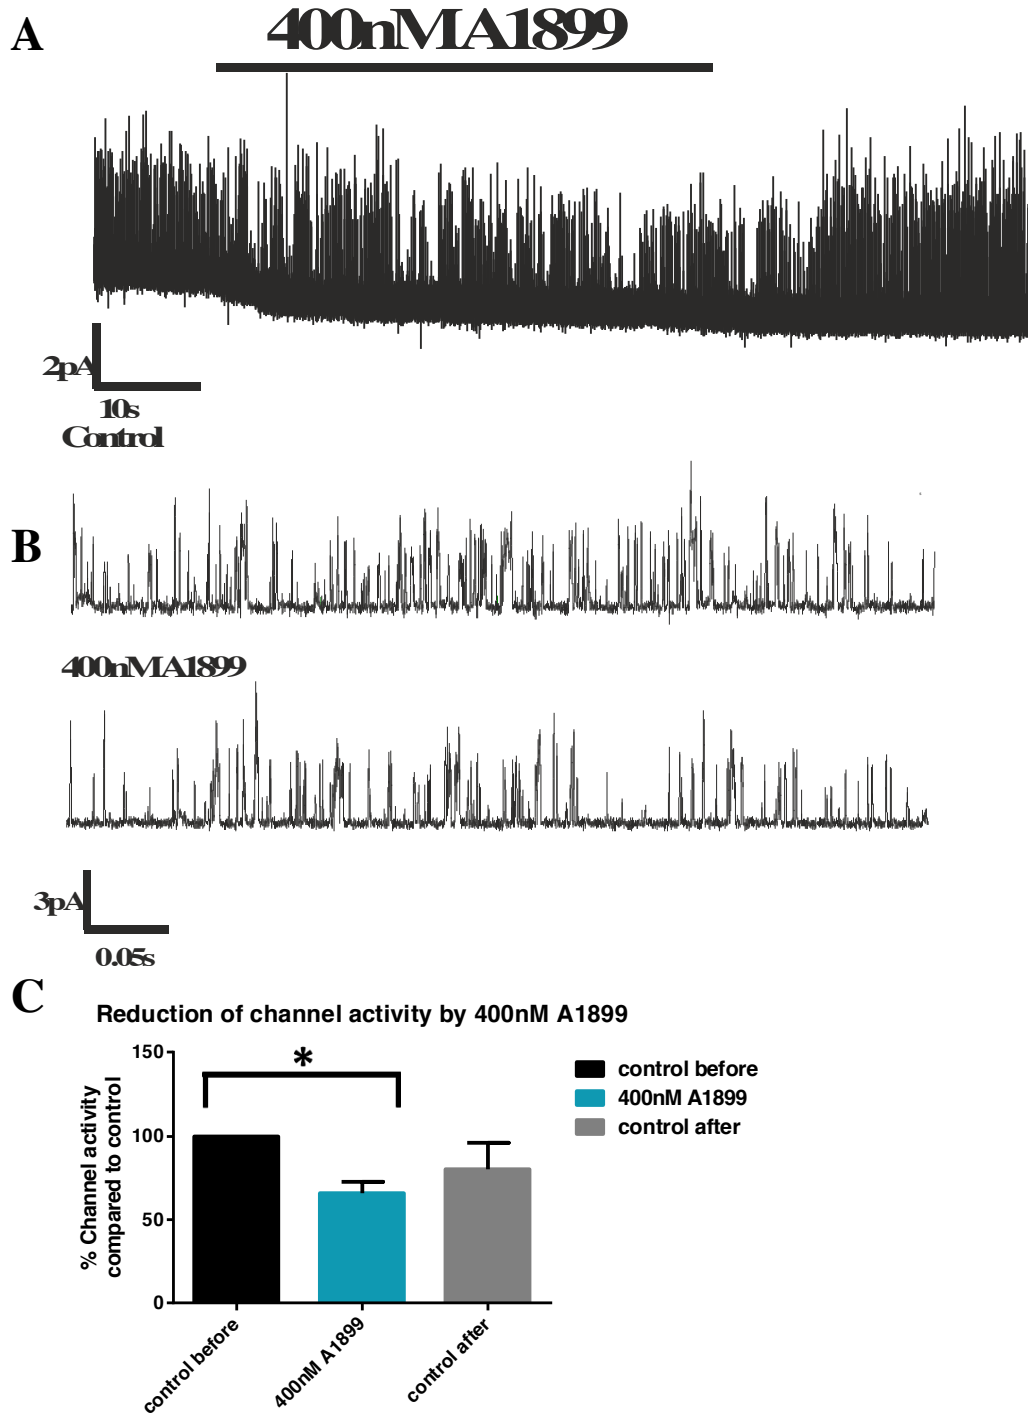 A
400nMA1899
2pA
10s
Control
B
400nMA1899
3pA
0.05s
C
Reduction of channel activity by 400nM A1899
*
150
100
50
0
% Channel activity
compared to control
control before
400nM A1899
control after
control before
400nM A1899
control after